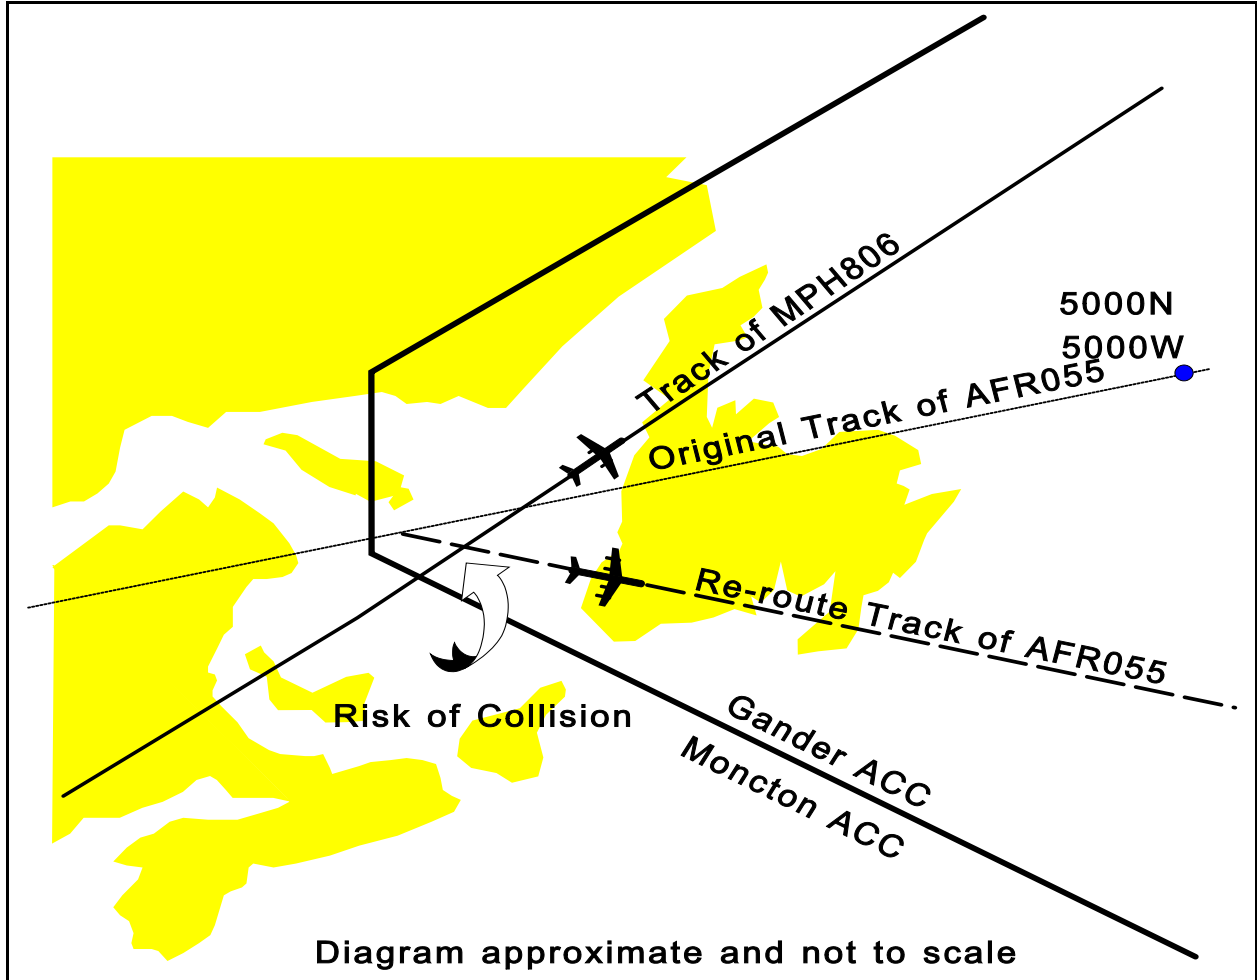 Track of MPH806
5000N
5000W
Original Track of AFR055
Re-route Track of AFR055
Risk of Collision
Gander ACC
Moncton ACC
Diagram approximate and not to scale